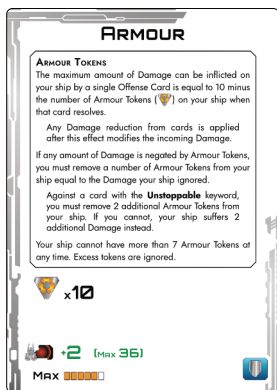 ARMOUR
ARMOUR TOKENS
The maximum amount of Damage can be inflicted on
your ship by a single Offense Card is equal to 10 minus
the number of Armour Tokens ( ) on your ship when
that card resolves.
Any Damage reduction from cards is applied
after this effect modifies the incoming Damage.
If any amount of Damage is negated by Armour Tokens,
you must remove a number of Armour Tokens from your
ship equal to the Damage your ship ignored.
Against a card with the Unstoppable keyword,
you must remove 2 additional Armour Tokens from
your ship. If you cannot, your ship suffers 2
additional Damage instead.
Your ship cannot have more than 7 Armour Tokens at
any time. Excess tokens are ignored.
x10
+2 (MAX 36)
MAX